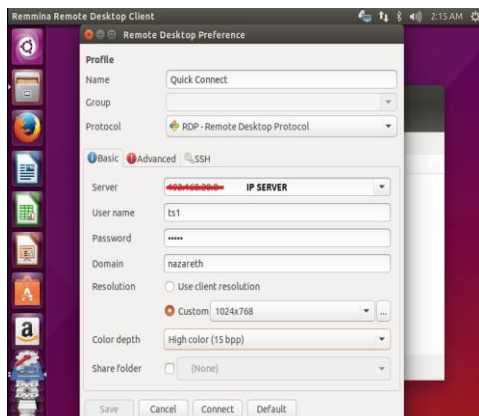 Remmina Remote Desktop Client 2:15 AM
Remote Desktop Preference
Profile
Name Quick Connect
Group
Protocol RDP - Remote Desktop Protocol
Basic Advanced SSH
Server IP SERVER
User name ts1
Password •••••
Domain nazareth
Resolution Use client resolution
Custom 1024x768 ...
Color depth High color (15 bpp)
Share folder (None)
Save Cancel Connect Default